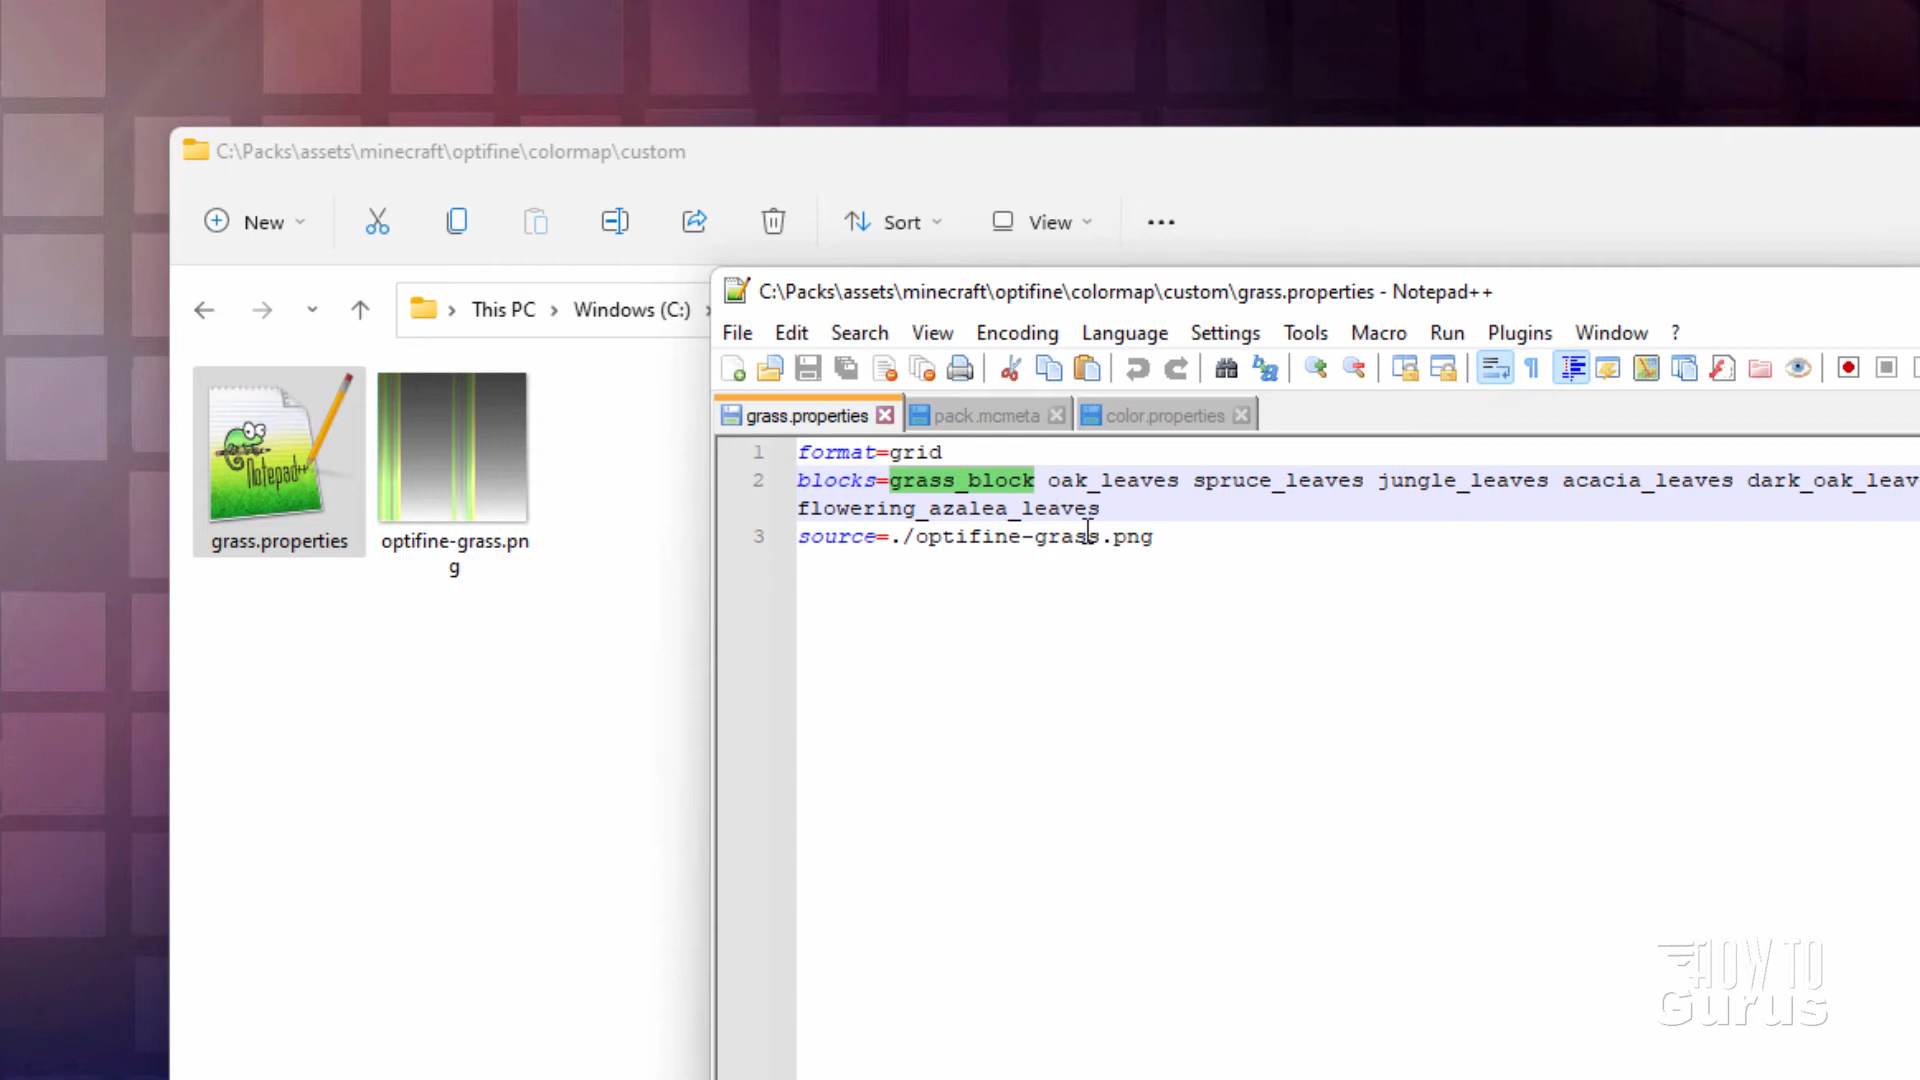 C:\Packs\assets\minecraft\optifine\colormap\custom
New
Sort
View
This PC
Windows (C:)
grass.properties
optifine-grass.pn
g
C:\Packs\assets\minecraft\optifine\colormap\custom\grass.properties - Notepad++
File Edit Search View Encoding Language Settings Tools Macro Run Plugins Window ?
grass.properties pack.mcmeta color.properties
1 format=grid
2 blocks=grass_block oak_leaves spruce_leaves jungle_leaves acacia_leaves dark_oak_leav
flowering_azalea_leaves
3 source=./optifine-grass.png
Notepad++
HOW TO
Gurus